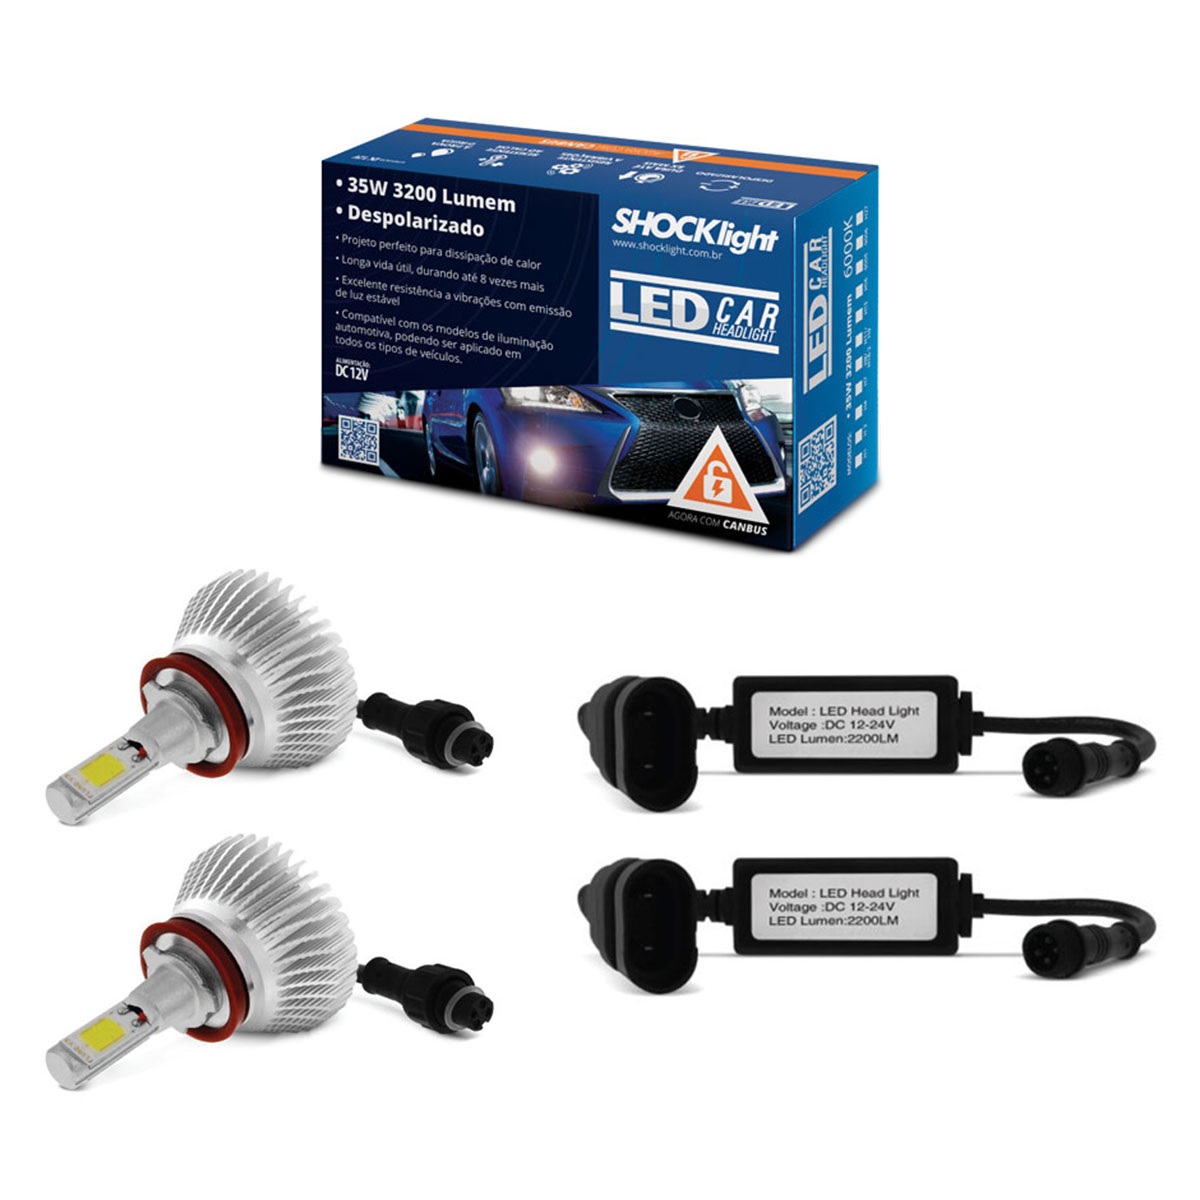 • 35W 3200 Lumem
• Despolarizado
• Projeto perfeito para dissipação de calor
• Longa vida útil, durando até 8 vezes mais
• Excelente resistência a vibrações com emissão
de luz estável
• Compatível com os modelos de iluminação
automotiva, podendo ser aplicado em
todos os tipos de veículos.
ALIMENTAÇÃO:
DC 12V
SHOCKlight
www.shocklight.com.br
LED CAR
HEADLIGHT
AGORA COM CANBUS
DESPOLARIZADO
LED CAR
HEADLIGHT
• 35W 3200 Lumem 6000K
MODELOS:
Model : LED Head Light
Voltage :DC 12-24V
LED Lumen:2200LM
Model : LED Head Light
Voltage :DC 12-24V
LED Lumen:2200LM